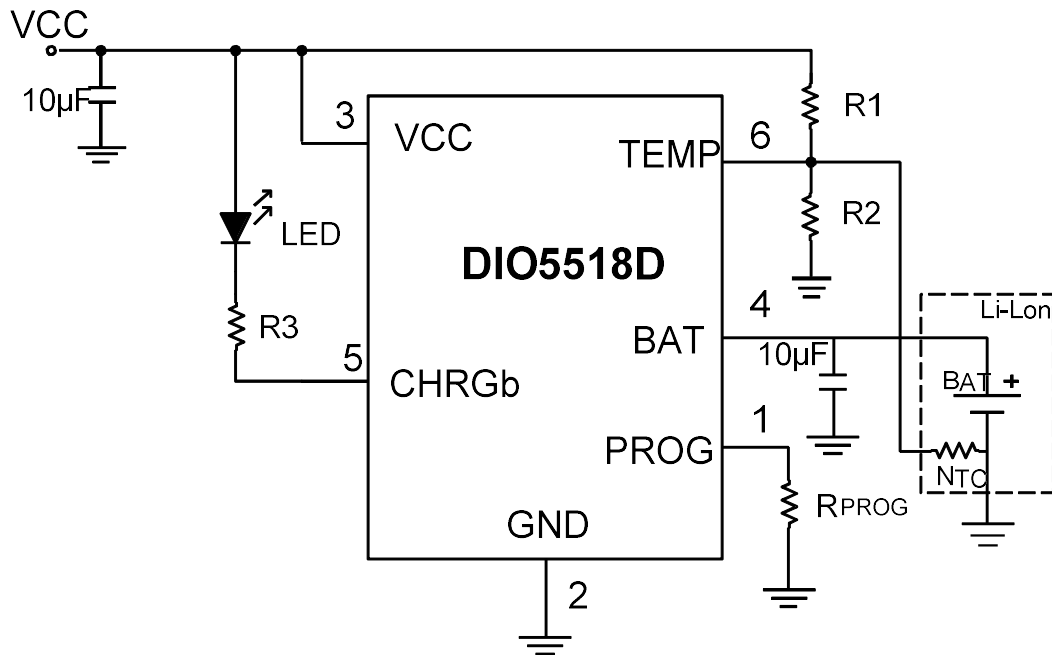 VCC
10µF
3
VCC
TEMP
6
R1
R2
LED
DIO5518D
R3
5
CHRGb
BAT
4
10µF
Li-Lon
BAT +
NTC
PROG
1
RPROG
GND
2